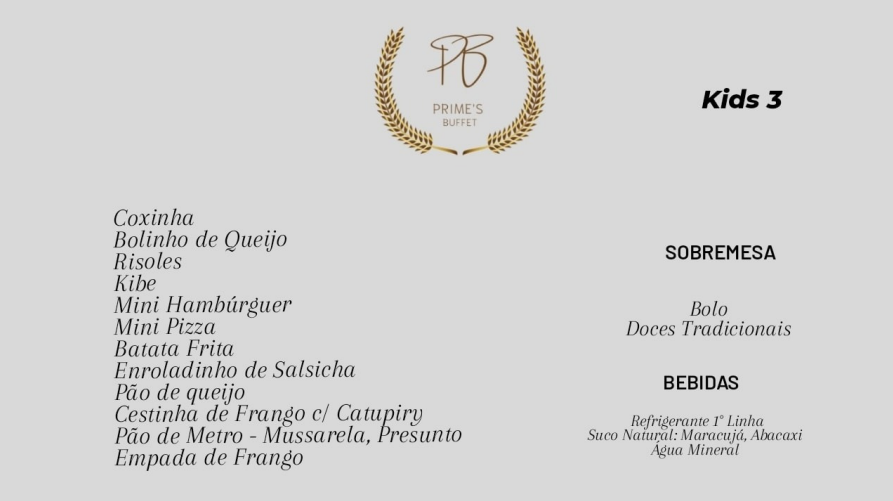 PB
PRIME'S
BUFFET
Kids 3
Coxinha
Bolinho de Queijo
Risoles
Kibe
Mini Hambúrguer
Mini Pizza
Batata Frita
Enroladinho de Salsicha
Pão de queijo
Cestinha de Frango c/ Catupiry
Pão de Metro - Mussarela, Presunto
Empada de Frango
SOBREMESA
Bolo
Doces Tradicionais
BEBIDAS
Refrigerante 1° Linha
Suco Natural: Maracujá, Abacaxi
Água Mineral